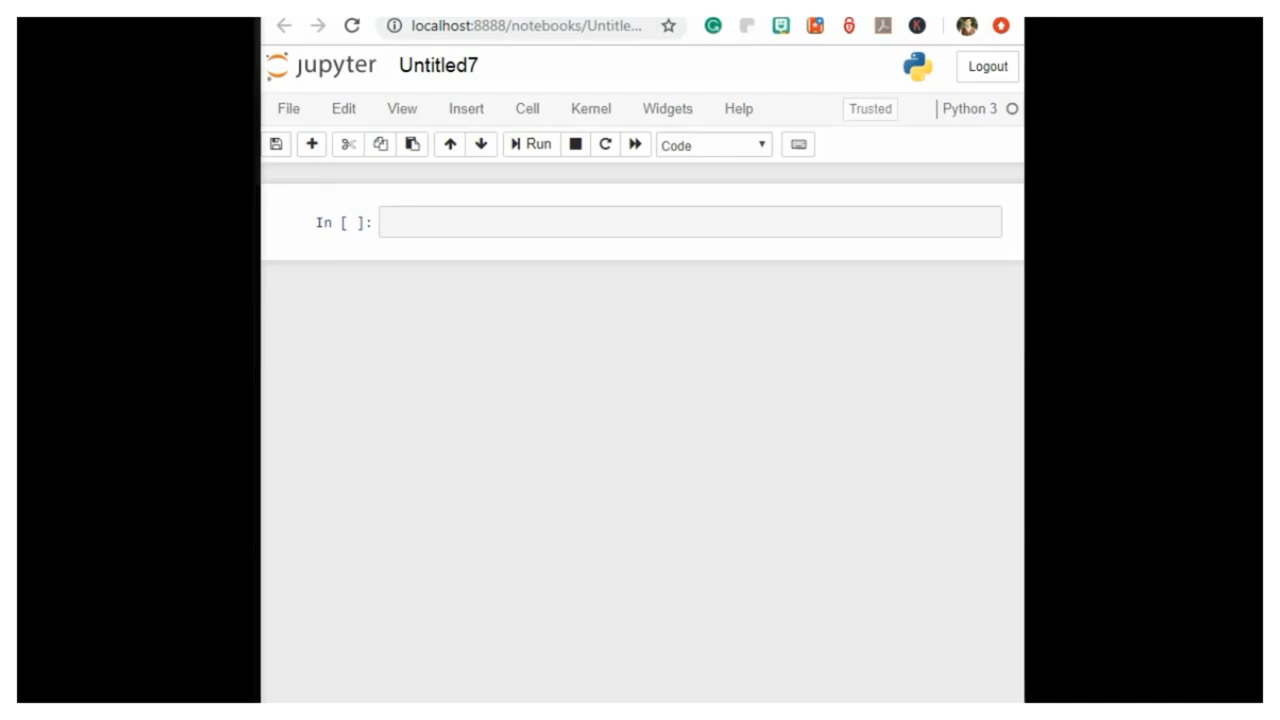 localhost:8888/notebooks/Untitle...
jupyter Untitled7 Logout
File Edit View Insert Cell Kernel Widgets Help Trusted Python 3
Run Code
In [ ]: